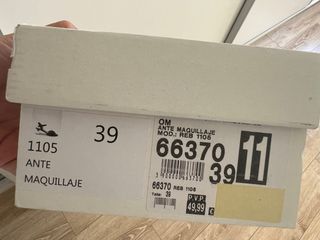 1105
ANTE
MAQUILLAJE
39
OM
ANTE MAQUILLAJE
MOD.: REB 1105
66370
39
11
66370 REB 1105
Talla: 39
P.V.P.
49,99 €